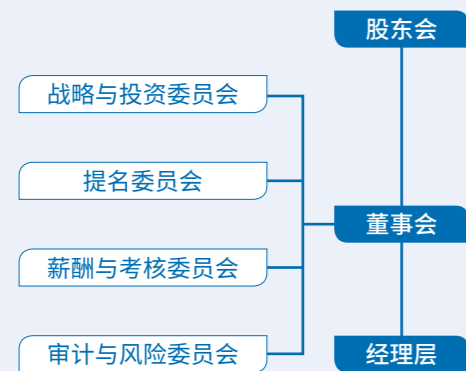 股东会
战略与投资委员会
提名委员会
董事会
薪酬与考核委员会
审计与风险委员会
经理层